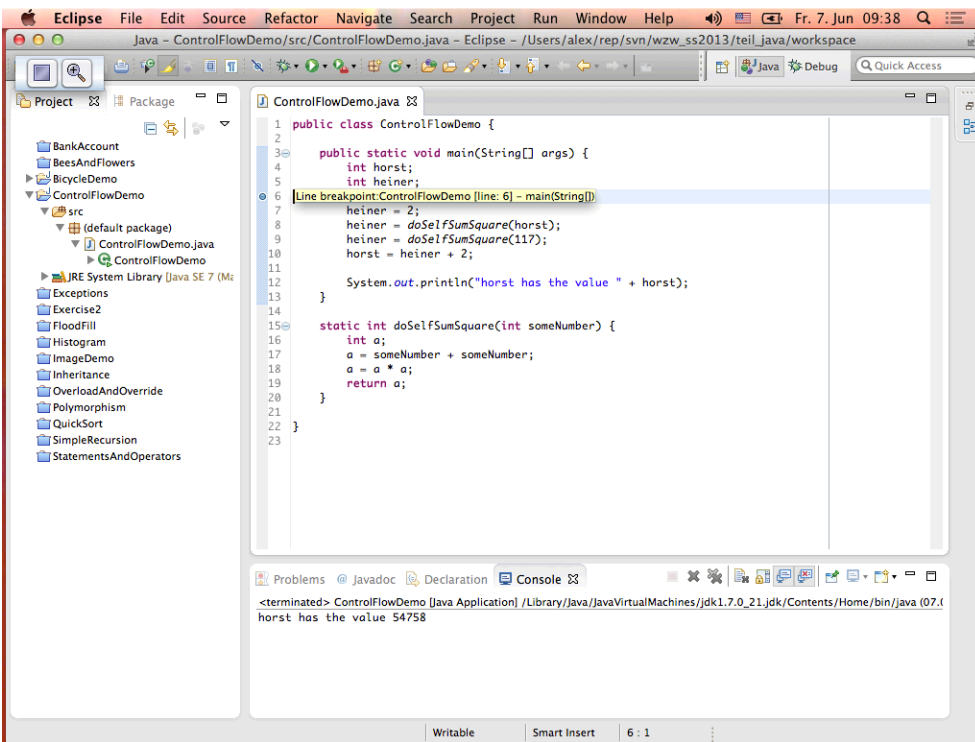 Eclipse File Edit Source Refactor Navigate Search Project Run Window Help Fr. 7. Jun 09:38
Java – ControlFlowDemo/src/ControlFlowDemo.java – Eclipse – /Users/alex/rep/svn/wzw_ss2013/teil_java/workspace
Java Debug Quick Access
Project Package
BankAccount
BeesAndFlowers
BicycleDemo
ControlFlowDemo
src
(default package)
ControlFlowDemo.java
ControlFlowDemo
JRE System Library [Java SE 7 (Ma
Exceptions
Exercise2
FloodFill
Histogram
ImageDemo
Inheritance
OverloadAndOverride
Polymorphism
QuickSort
SimpleRecursion
StatementsAndOperators
ControlFlowDemo.java
1 public class ControlFlowDemo {
2
3 public static void main(String[] args) {
4 int horst;
5 int heiner;
6 Line breakpoint:ControlFlowDemo [line: 6] – main(String[])
7 heiner = 2;
8 heiner = doSelfSumSquare(horst);
9 heiner = doSelfSumSquare(117);
10 horst = heiner + 2;
11
12 System.out.println("horst has the value " + horst);
13 }
14
15 static int doSelfSumSquare(int someNumber) {
16 int a;
17 a = someNumber + someNumber;
18 a = a * a;
19 return a;
20 }
21
22 }
23
Problems @ Javadoc Declaration Console
<terminated> ControlFlowDemo [Java Application] /Library/Java/JavaVirtualMachines/jdk1.7.0_21.jdk/Contents/Home/bin/java (07.0
horst has the value 54758
Writable Smart Insert 6 : 1